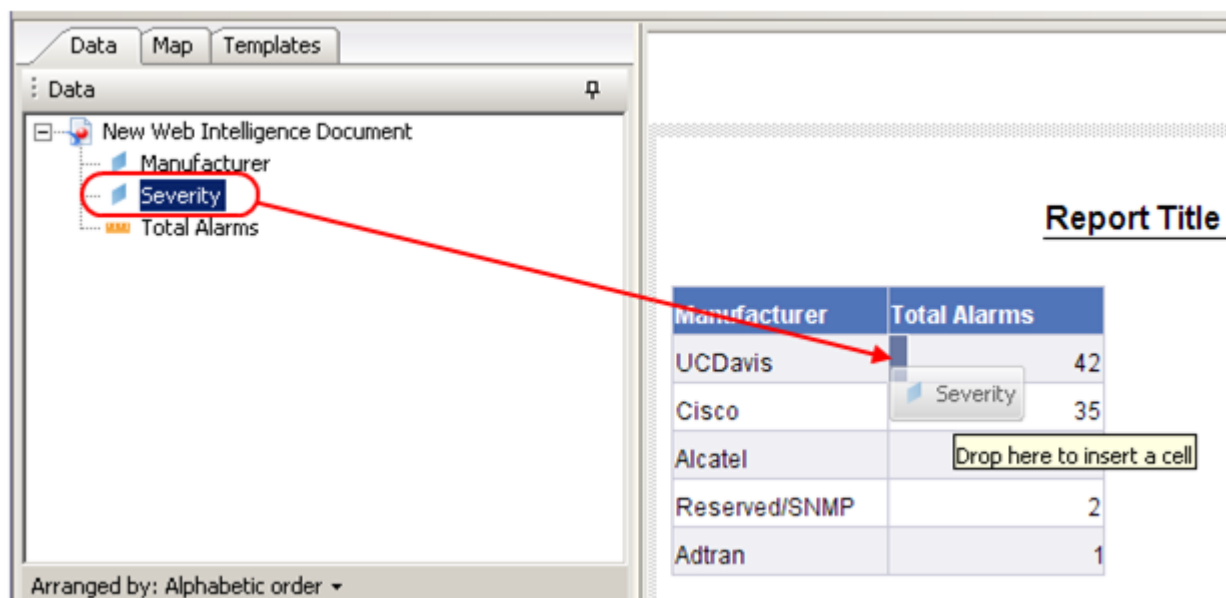 Data Map Templates
Data
New Web Intelligence Document
Manufacturer
Severity
Total Alarms
Arranged by: Alphabetic order
Report Title
Manufacturer Total Alarms
UCDavis 42
Severity
Cisco 35
Alcatel
Drop here to insert a cell
Reserved/SNMP 2
Adtran 1